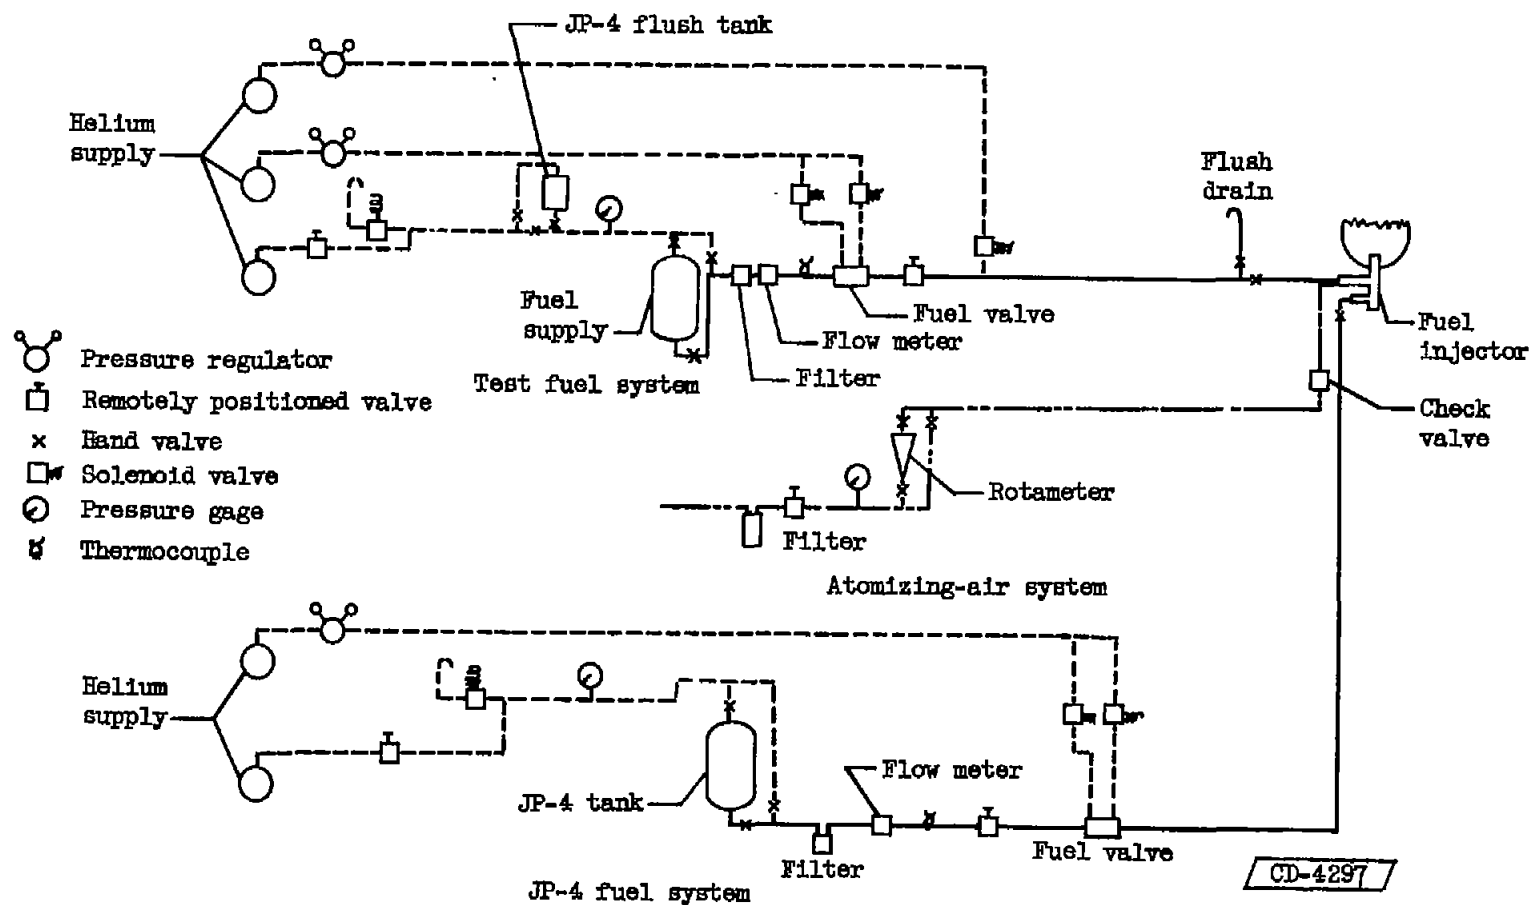 JP-4 flush tank
Helium
supply
Flush
drain
Fuel
supply
Fuel valve
Flow meter
Filter
Test fuel system
Fuel
injector
Check
valve
Pressure regulator
Remotely positioned valve
Hand valve
Solenoid valve
Pressure gage
Thermocouple
Rotameter
Filter
Atomizing-air system
Helium
supply
JP-4 tank
Flow meter
Filter
Fuel valve
JP-4 fuel system
CD-4297